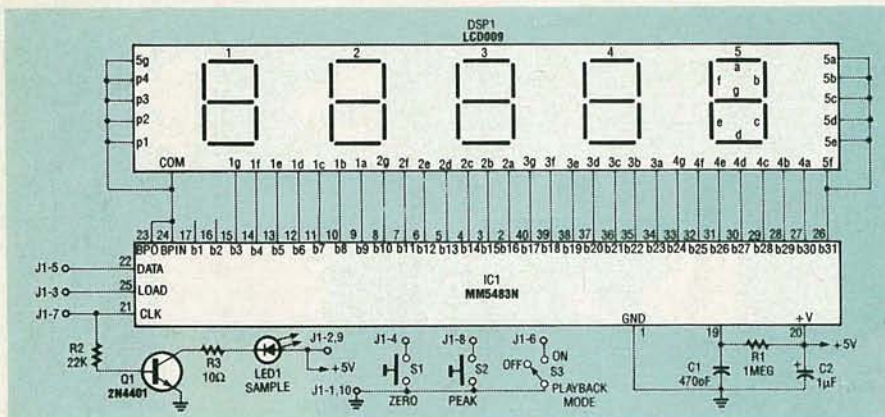 DSP1
LCD009
1 2 3 4 5
a
f b
g
e c
d
5g
p4
p3
p2
p1
5a
5b
5c
5d
5e
COM 1g 1f 1e 1d 1c 1b 1a 2g 2f 2e 2d 2c 2b 2a 3g 3f 3e 3d 3c 3b 3a 4g 4f 4e 4d 4c 4b 4a 5f
23 24 17 16 15 14 13 12 11 10 9 8 7 6 5 4 3 2 40 39 38 37 36 35 34 33 32 31 30 29 28 27 26
BPO BPIN b1 b2 b3 b4 b5 b6 b7 b8 b9 b10 b11 b12 b13 b14 b15 b16 b17 b18 b19 b20 b21 b22 b23 b24 b25 b26 b27 b28 b29 b30 b31
J1-5 22 DATA
J1-3 25 LOAD
J1-7 21 CLK
IC1
MM5483N
GND +V
1 19 20
R2
22K
Q1
2N4401
R3
10Ω
LED1
SAMPLE
J1-2,9
+5V
J1-1,10
J1-4
S1
ZERO
J1-8
S2
PEAK
J1-6
ON
OFF S3
PLAYBACK
MODE
C1
470pF
R1
1MEG
+5V
+ C2
1µF